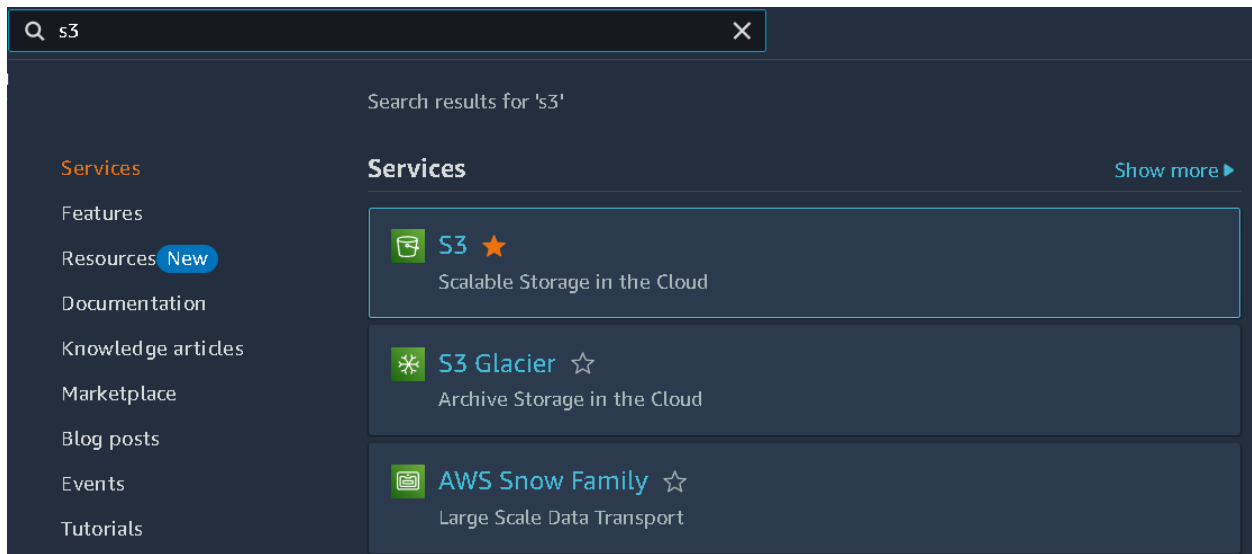 s3
Search results for 's3'
Services
Features
Resources New
Documentation
Knowledge articles
Marketplace
Blog posts
Events
Tutorials
Services
Show more
S3
Scalable Storage in the Cloud
S3 Glacier
Archive Storage in the Cloud
AWS Snow Family
Large Scale Data Transport